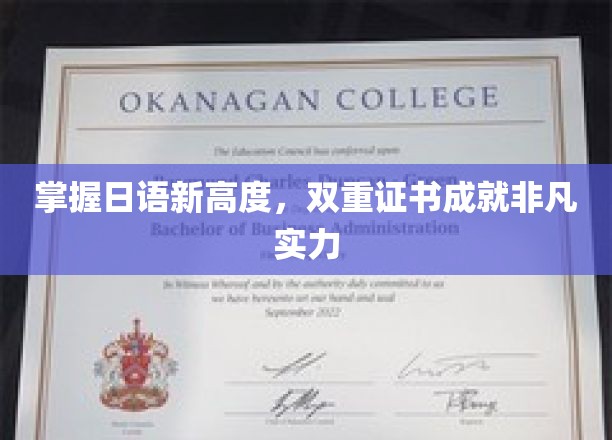 OKANAGAN COLLEGE
The Education Council has conferred upon
掌握日语新高度，双重证书成就非凡
实力
Bachelor of Business Administration
In Witness Whereof and by the authority duly committed to us
we have hereunto set our hand and seal
September 2022